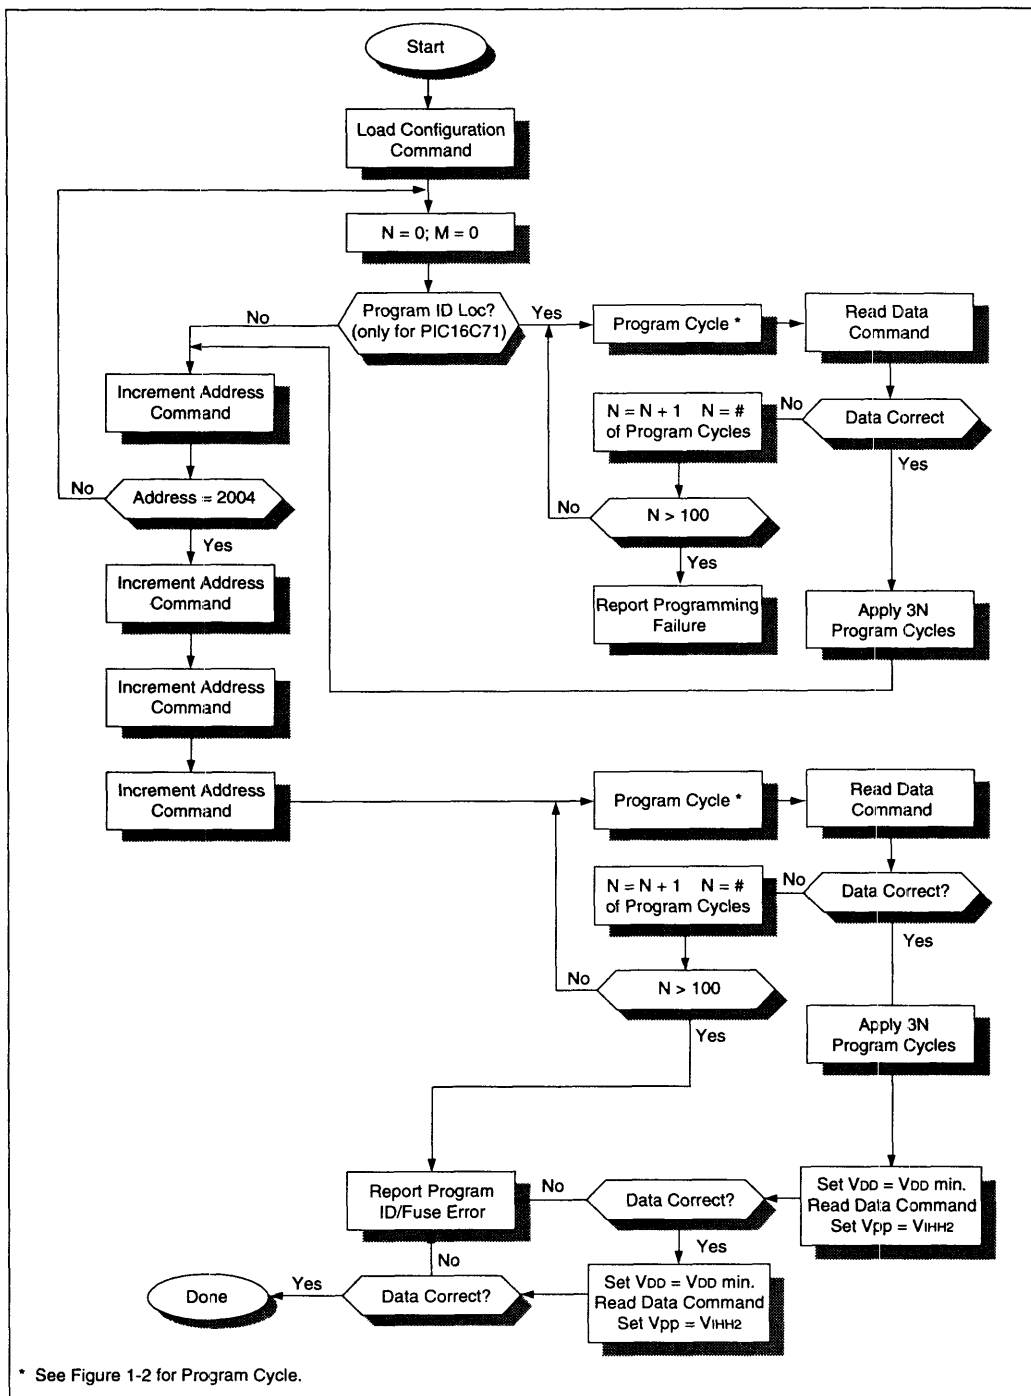 Start
Load Configuration
Command
N = 0; M = 0
Program ID Loc?
(only for PIC16C71)
No
Yes
Program Cycle *
Read Data
Command
Increment Address
Command
N = N + 1   N = #
of Program Cycles
No
Data Correct
Yes
No
Address = 2004
Yes
No
N > 100
Yes
Increment Address
Command
Report Programming
Failure
Apply 3N
Program Cycles
Increment Address
Command
Increment Address
Command
Program Cycle *
Read Data
Command
N = N + 1   N = #
of Program Cycles
No
Data Correct?
Yes
No
N > 100
Yes
Apply 3N
Program Cycles
Report Program
ID/Fuse Error
No
Data Correct?
Set VDD = VDD min.
Read Data Command
Set Vpp = VIHH2
Yes
No
Done
Yes
Data Correct?
Set VDD = VDD min.
Read Data Command
Set Vpp = VIHH2
* See Figure 1-2 for Program Cycle.